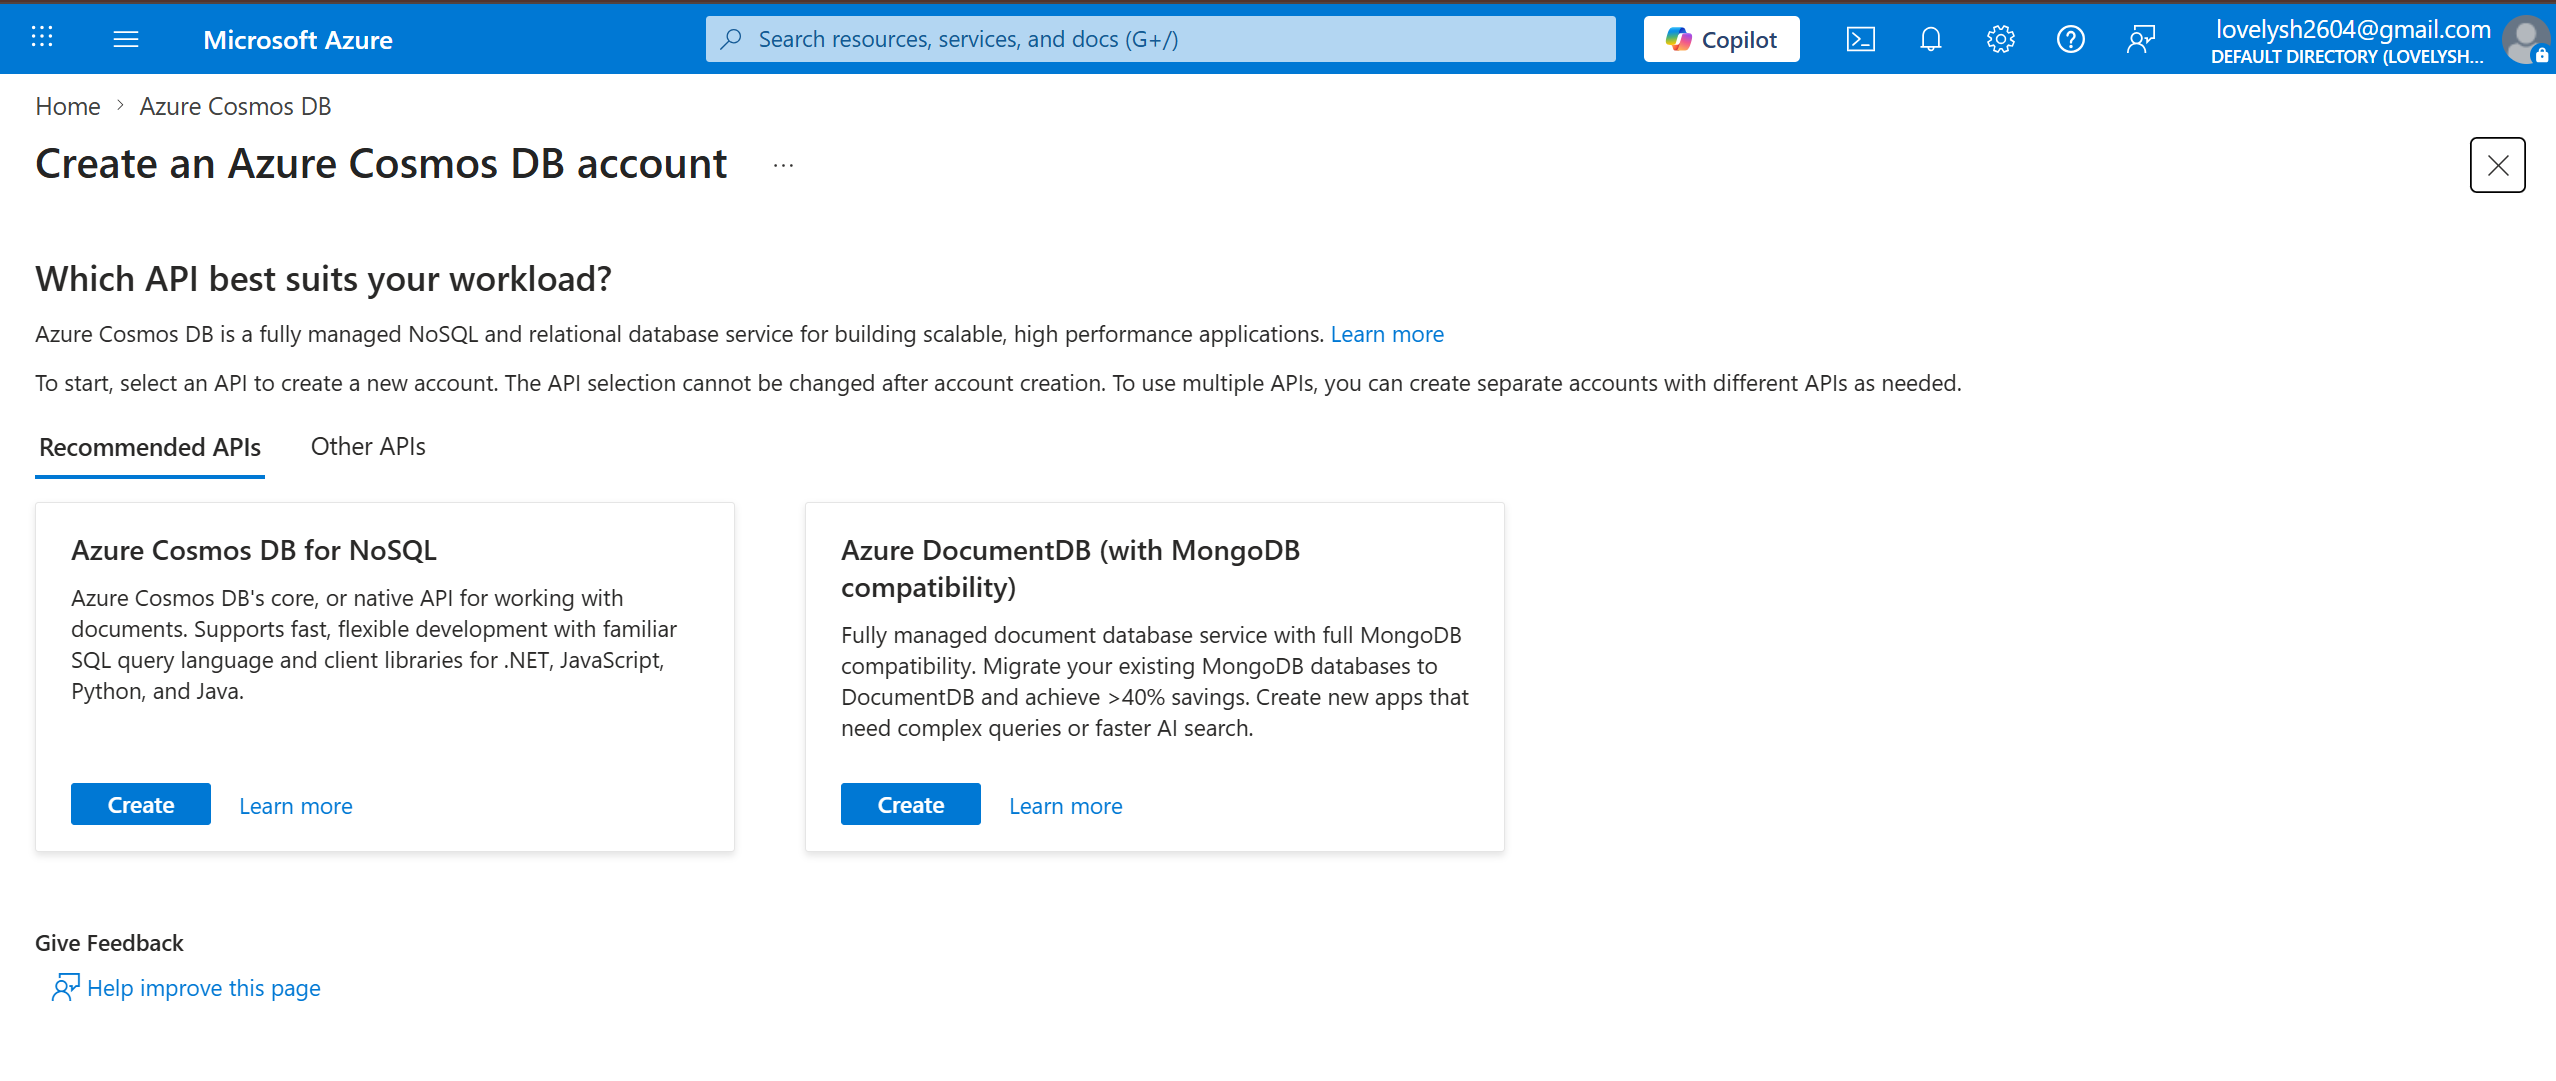 Microsoft Azure
Search resources, services, and docs (G+/)
Copilot
lovelysh2604@gmail.com
DEFAULT DIRECTORY (LOVELYSH...
Home > Azure Cosmos DB
Create an Azure Cosmos DB account ...
Which API best suits your workload?
Azure Cosmos DB is a fully managed NoSQL and relational database service for building scalable, high performance applications. Learn more
To start, select an API to create a new account. The API selection cannot be changed after account creation. To use multiple APIs, you can create separate accounts with different APIs as needed.
Recommended APIs
Other APIs
Azure Cosmos DB for NoSQL
Azure Cosmos DB's core, or native API for working with
documents. Supports fast, flexible development with familiar
SQL query language and client libraries for .NET, JavaScript,
Python, and Java.
Create
Learn more
Azure DocumentDB (with MongoDB
compatibility)
Fully managed document database service with full MongoDB
compatibility. Migrate your existing MongoDB databases to
DocumentDB and achieve >40% savings. Create new apps that
need complex queries or faster AI search.
Create
Learn more
Give Feedback
Help improve this page